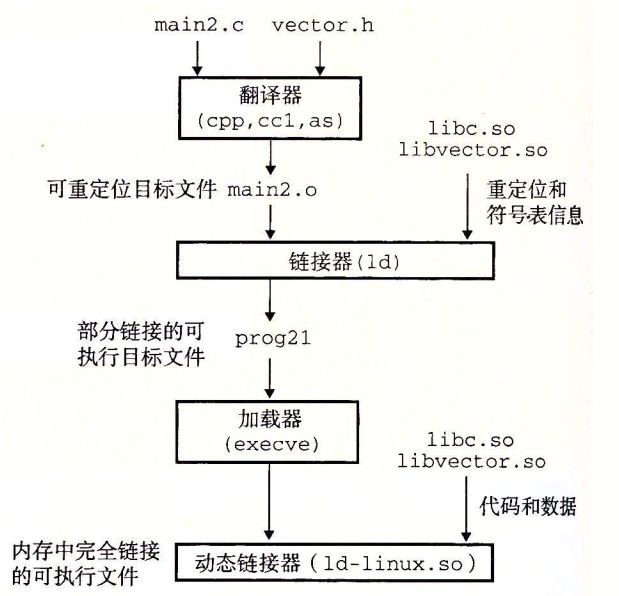 main2.c vector.h
翻译器
(cpp,cc1,as)
libc.so
libvector.so
可重定位目标文件 main2.o
重定位和
符号表信息
链接器(ld)
部分链接的可
执行目标文件
prog21
加载器
(execve)
libc.so
libvector.so
代码和数据
内存中完全链接
的可执行文件
动态链接器(ld-linux.so)